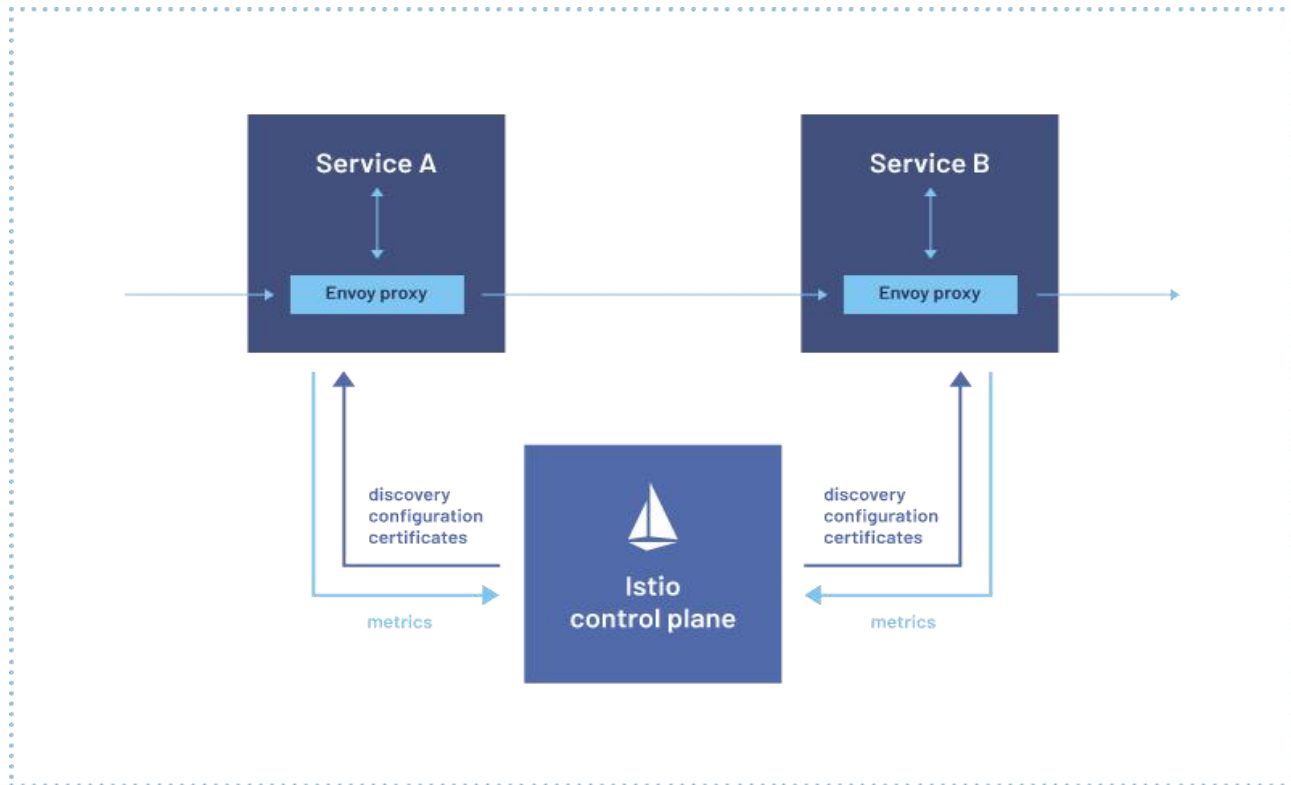 Service A
Envoy proxy
Service B
Envoy proxy
discovery
configuration
certificates
metrics
Istio
control plane
discovery
configuration
certificates
metrics